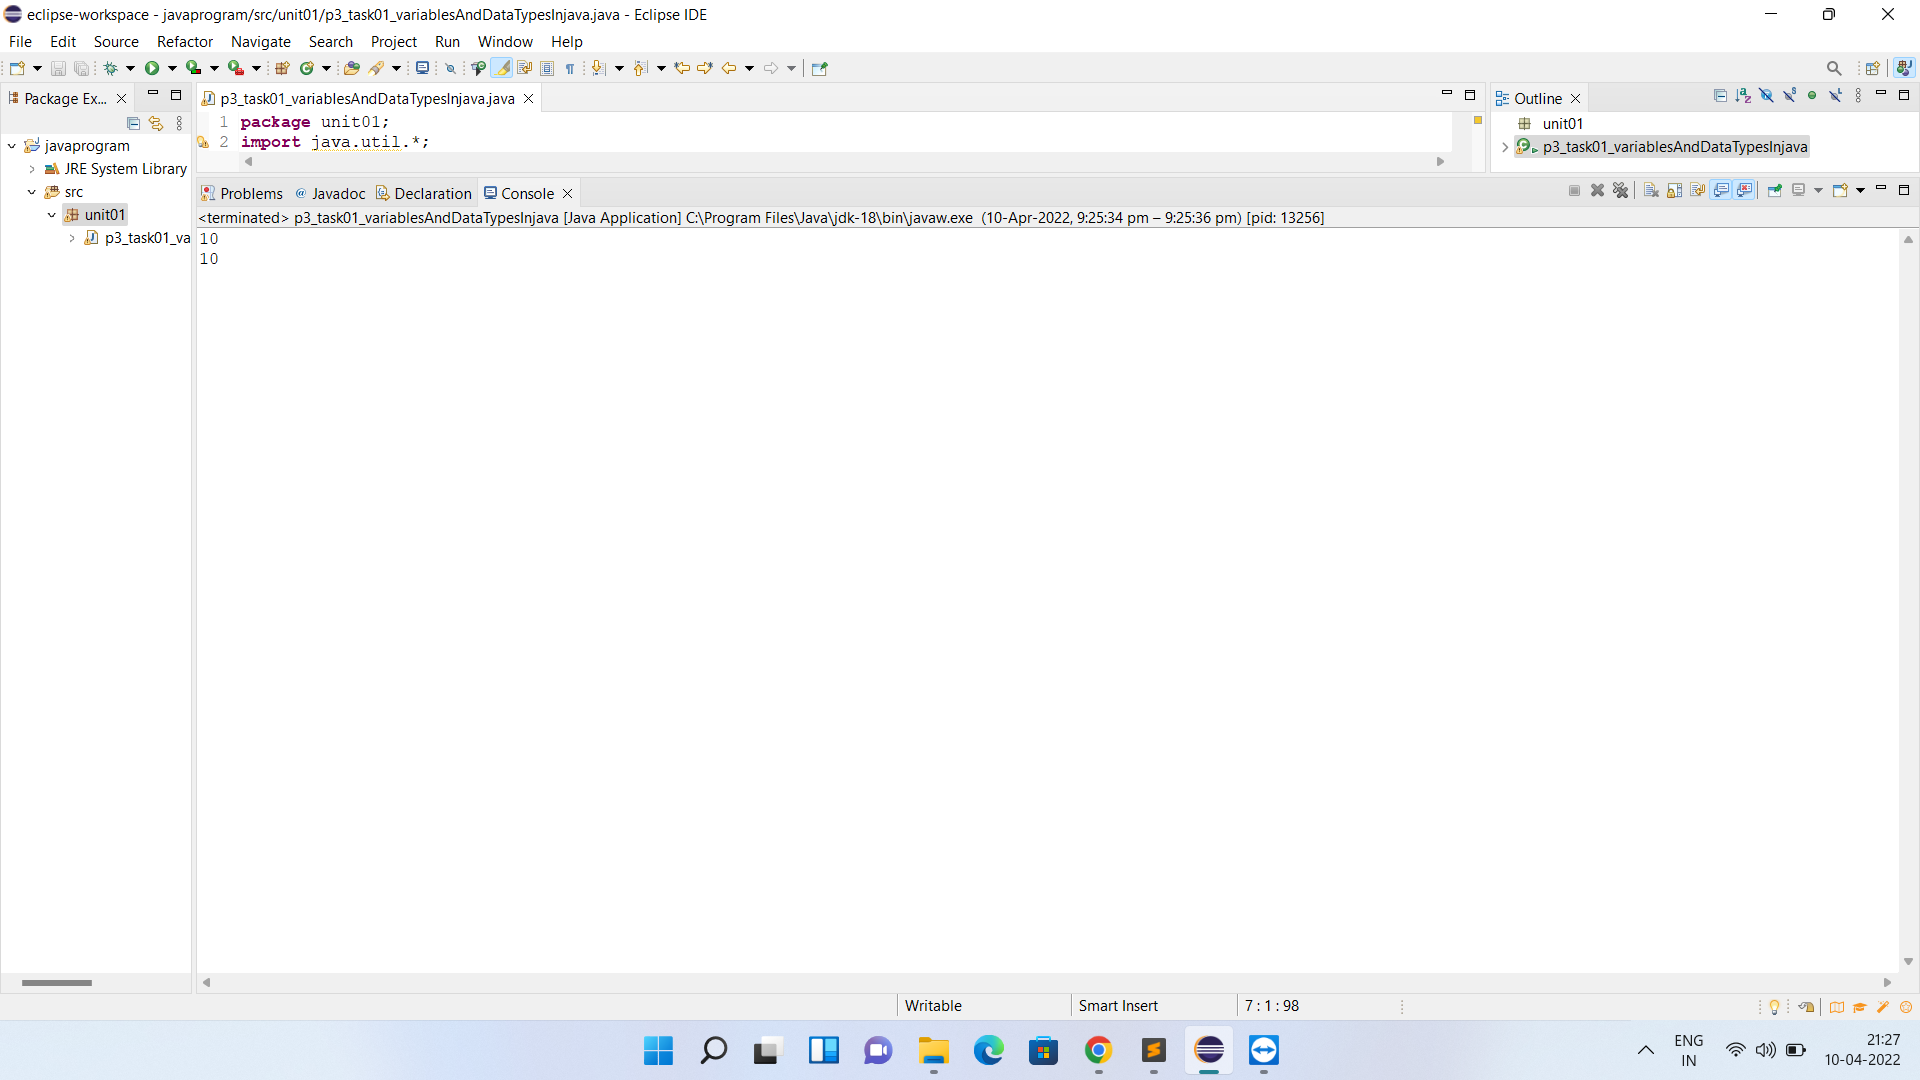 eclipse-workspace - javaprogram/src/unit01/p3_task01_variablesAndDataTypesInjava.java - Eclipse IDE
File Edit Source Refactor Navigate Search Project Run Window Help
Package Ex...
javaprogram
JRE System Library
src
unit01
p3_task01_va
p3_task01_variablesAndDataTypesInjava.java
1 package unit01;
2 import java.util.*;
Outline
unit01
p3_task01_variablesAndDataTypesInjava
Problems @ Javadoc Declaration Console
<terminated> p3_task01_variablesAndDataTypesInjava [Java Application] C:\Program Files\Java\jdk-18\bin\javaw.exe (10-Apr-2022, 9:25:34 pm – 9:25:36 pm) [pid: 13256]
10
10
Writable Smart Insert 7 : 1 : 98
ENG
IN
21:27
10-04-2022